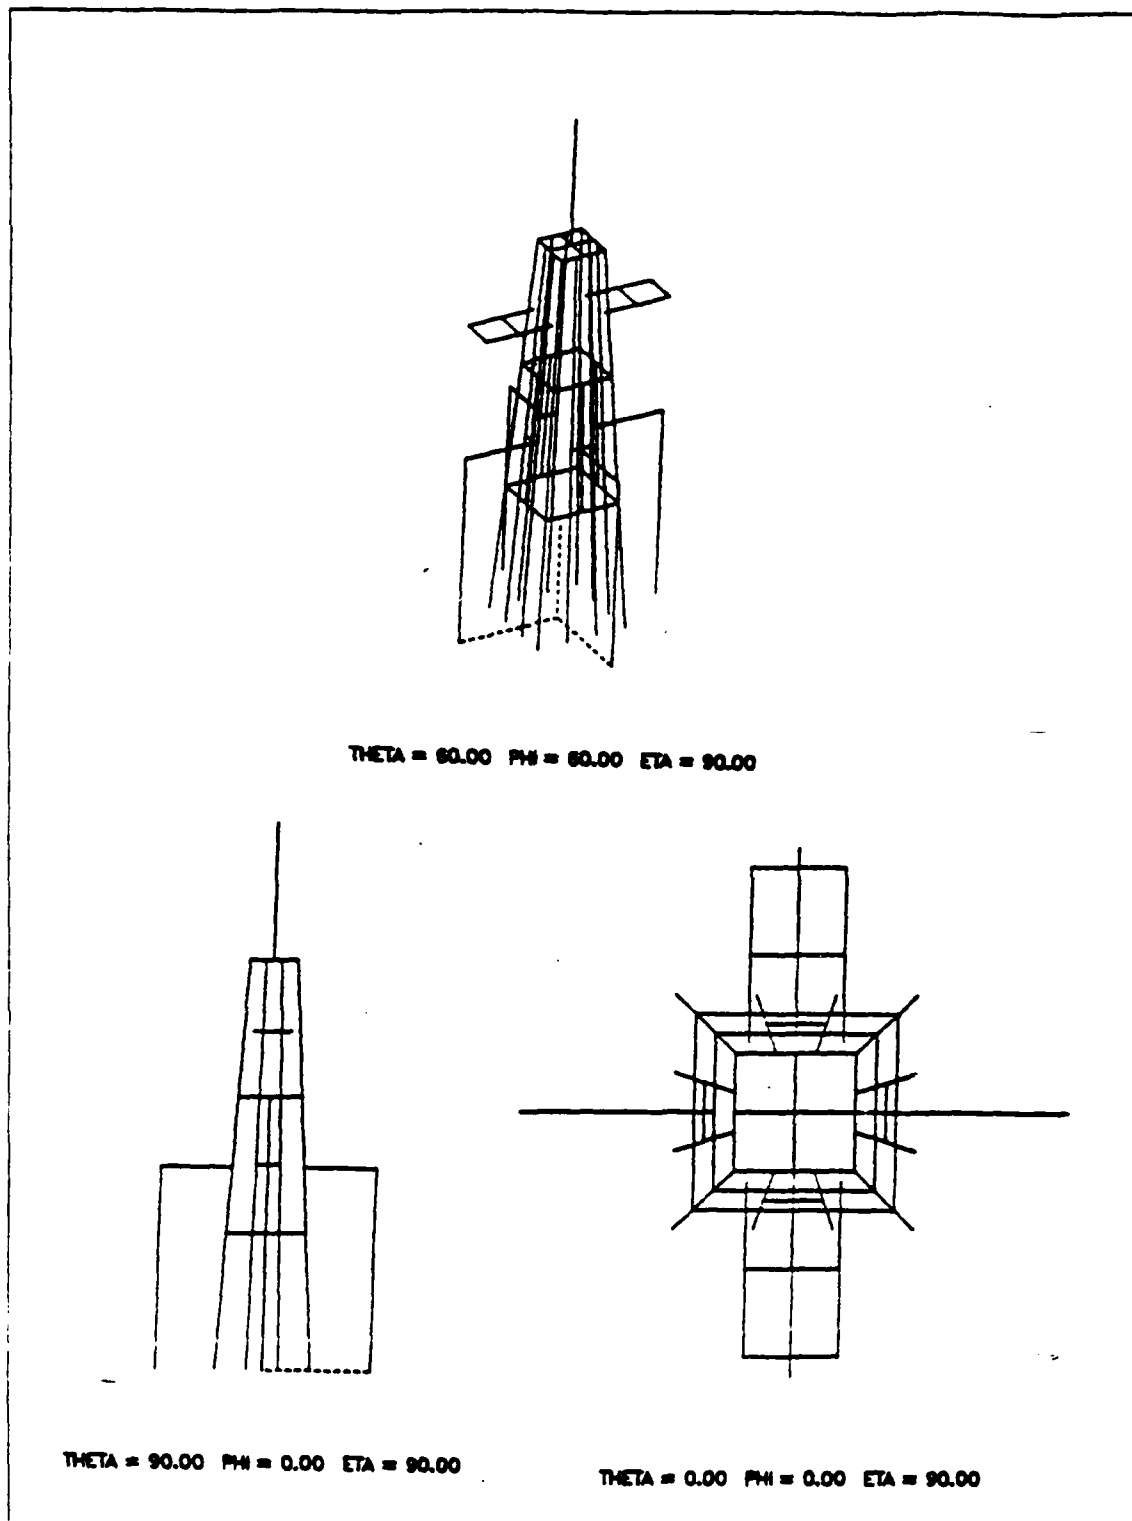 THETA = 60.00 PHI = 60.00 ETA = 90.00
THETA = 90.00 PHI = 0.00 ETA = 90.00
THETA = 0.00 PHI = 0.00 ETA = 90.00